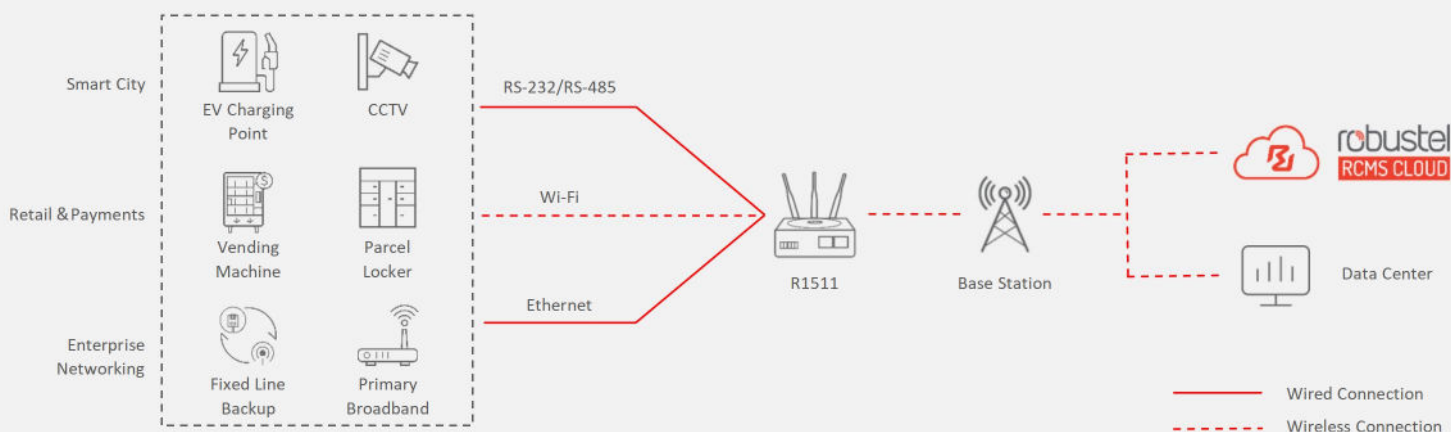 Smart City
EV Charging
Point
CCTV
RS-232/RS-485
Retail & Payments
Vending
Machine
Parcel
Locker
Wi-Fi
Enterprise
Networking
Fixed Line
Backup
Primary
Broadband
Ethernet
R1511
Base Station
robustel
RCMS CLOUD
Data Center
Wired Connection
Wireless Connection